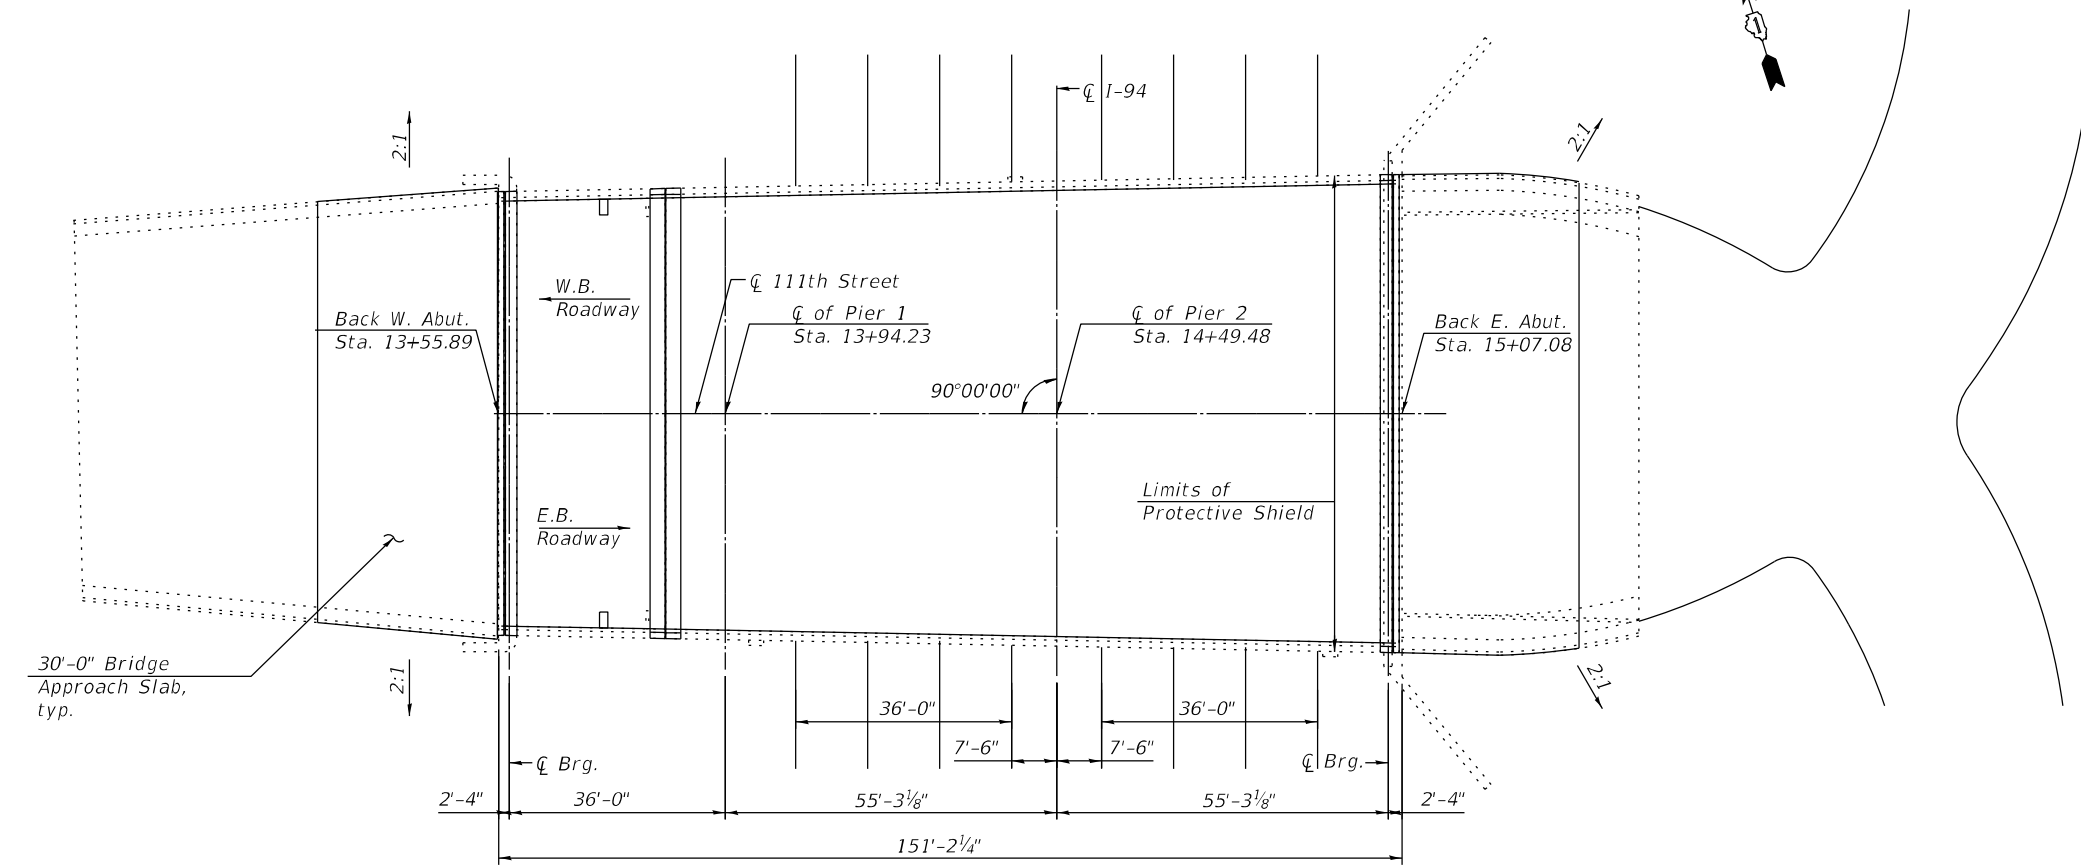 1
℄ I-94
2:1
2:1
℄ 111th Street
W.B.
Roadway
℄ of Pier 1
Sta. 13+94.23
℄ of Pier 2
Sta. 14+49.48
Back W. Abut.
Sta. 13+55.89
Back E. Abut.
Sta. 15+07.08
90°00'00"
Limits of
Protective Shield
E.B.
Roadway
30'-0" Bridge
Approach Slab,
typ.
2:1
2:1
36'-0"
36'-0"
7'-6"
7'-6"
℄ Brg.
℄ Brg.
2'-4"
36'-0"
55'-3⅛"
55'-3⅛"
2'-4"
151'-2¼"